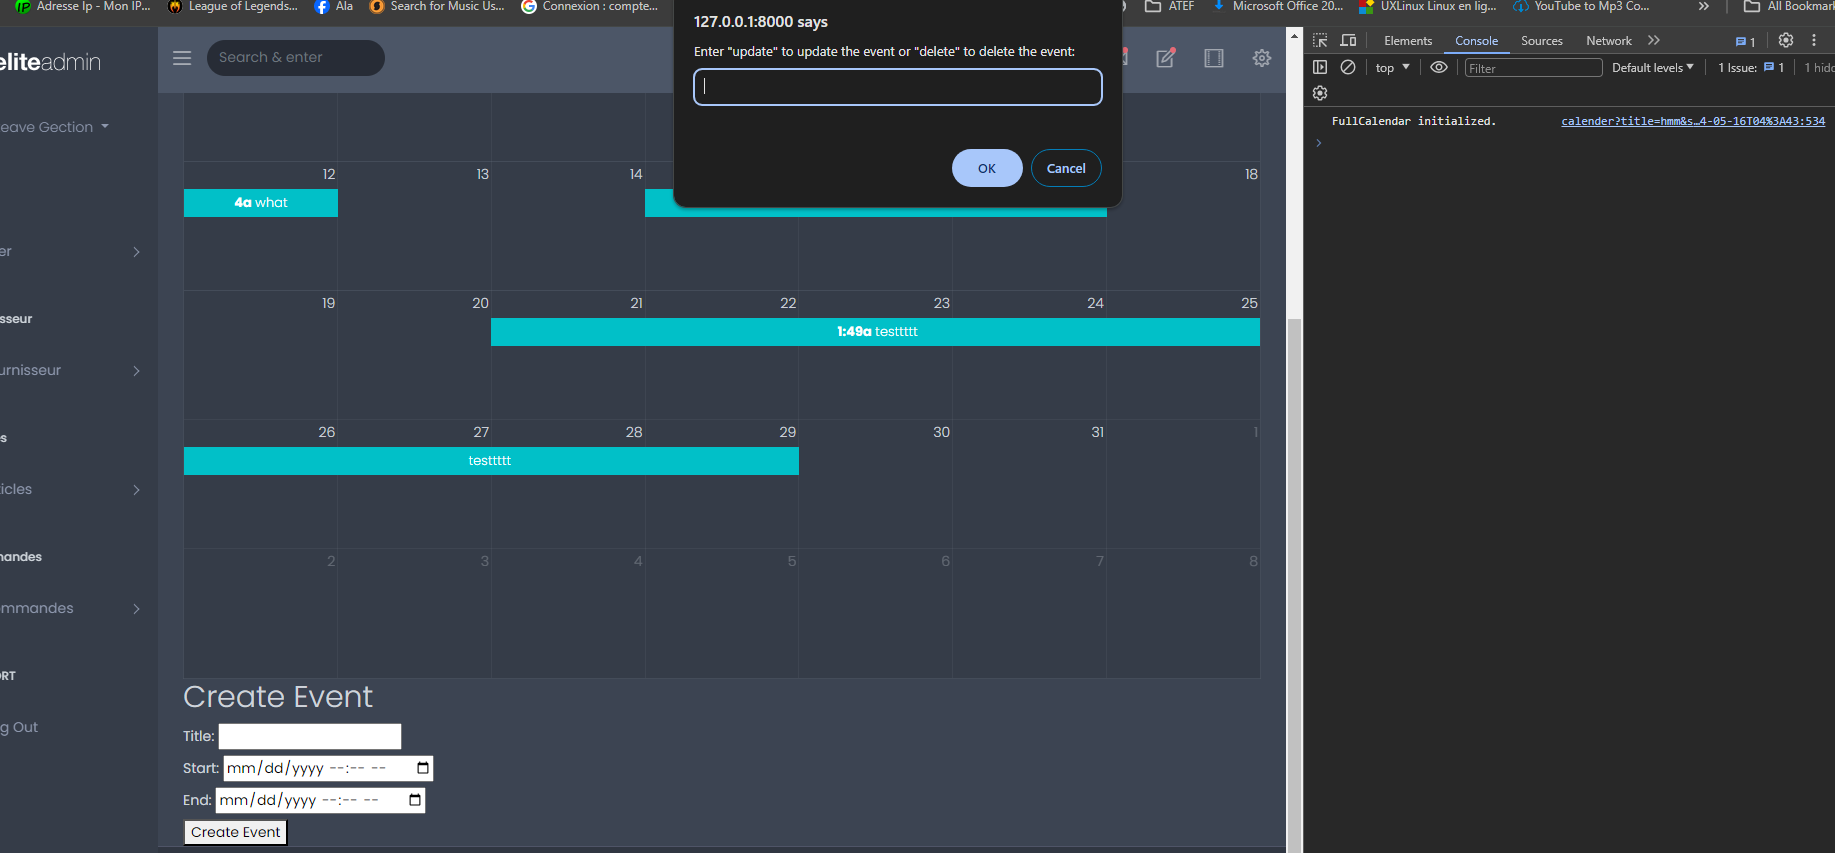 Adresse Ip - Mon IP...
League of Legends...
Ala
Search for Music Us...
Connexion : compte...
ATEF
Microsoft Office 20...
UXLinux Linux en lig...
YouTube to Mp3 Co...
All Bookmark
127.0.0.1:8000 says
Enter "update" to update the event or "delete" to delete the event:
OK
Cancel
eliteadmin
Search & enter
eave Gection
er
sseur
urnisseur
s
icles
nandes
ommandes
ORT
g Out
12 13 14 18
4a what
19 20 21 22 23 24 25
1:49a testtttt
26 27 28 29 30 31 1
testtttt
2 3 4 5 6 7 8
Create Event
Title:
Start: mm/dd/yyyy --:-- --
End: mm/dd/yyyy --:-- --
Create Event
Elements Console Sources Network 1
top Filter Default levels 1 Issue: 1 1 hidd
FullCalendar initialized. calender?title=hmm&s…4-05-16T04%3A43:534